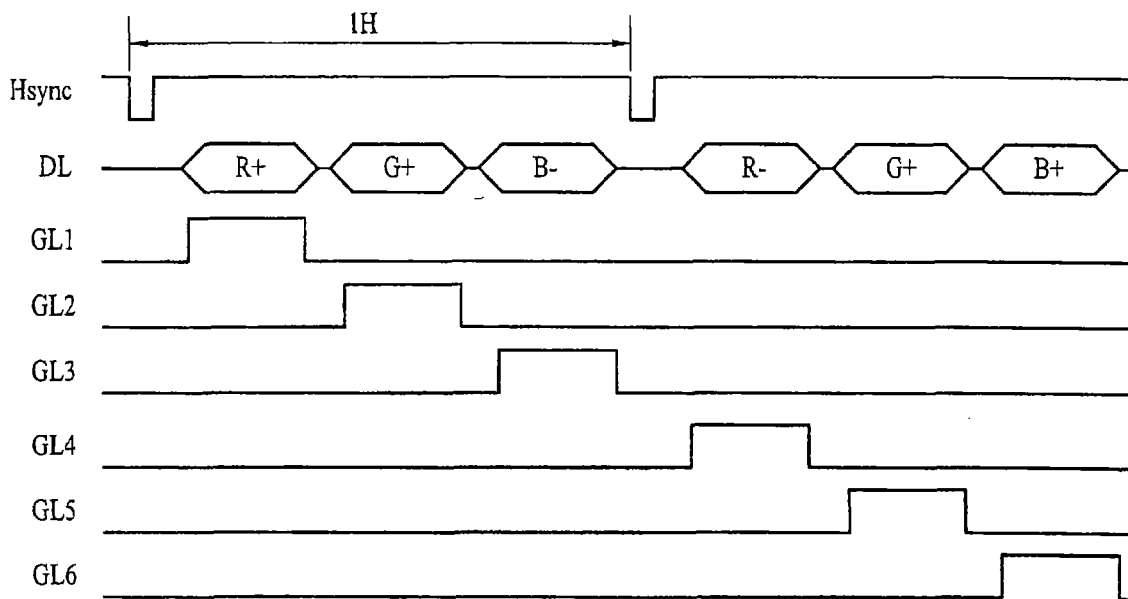 1H
Hsync
DL R+ G+ B- R- G+ B+
GL1
GL2
GL3
GL4
GL5
GL6